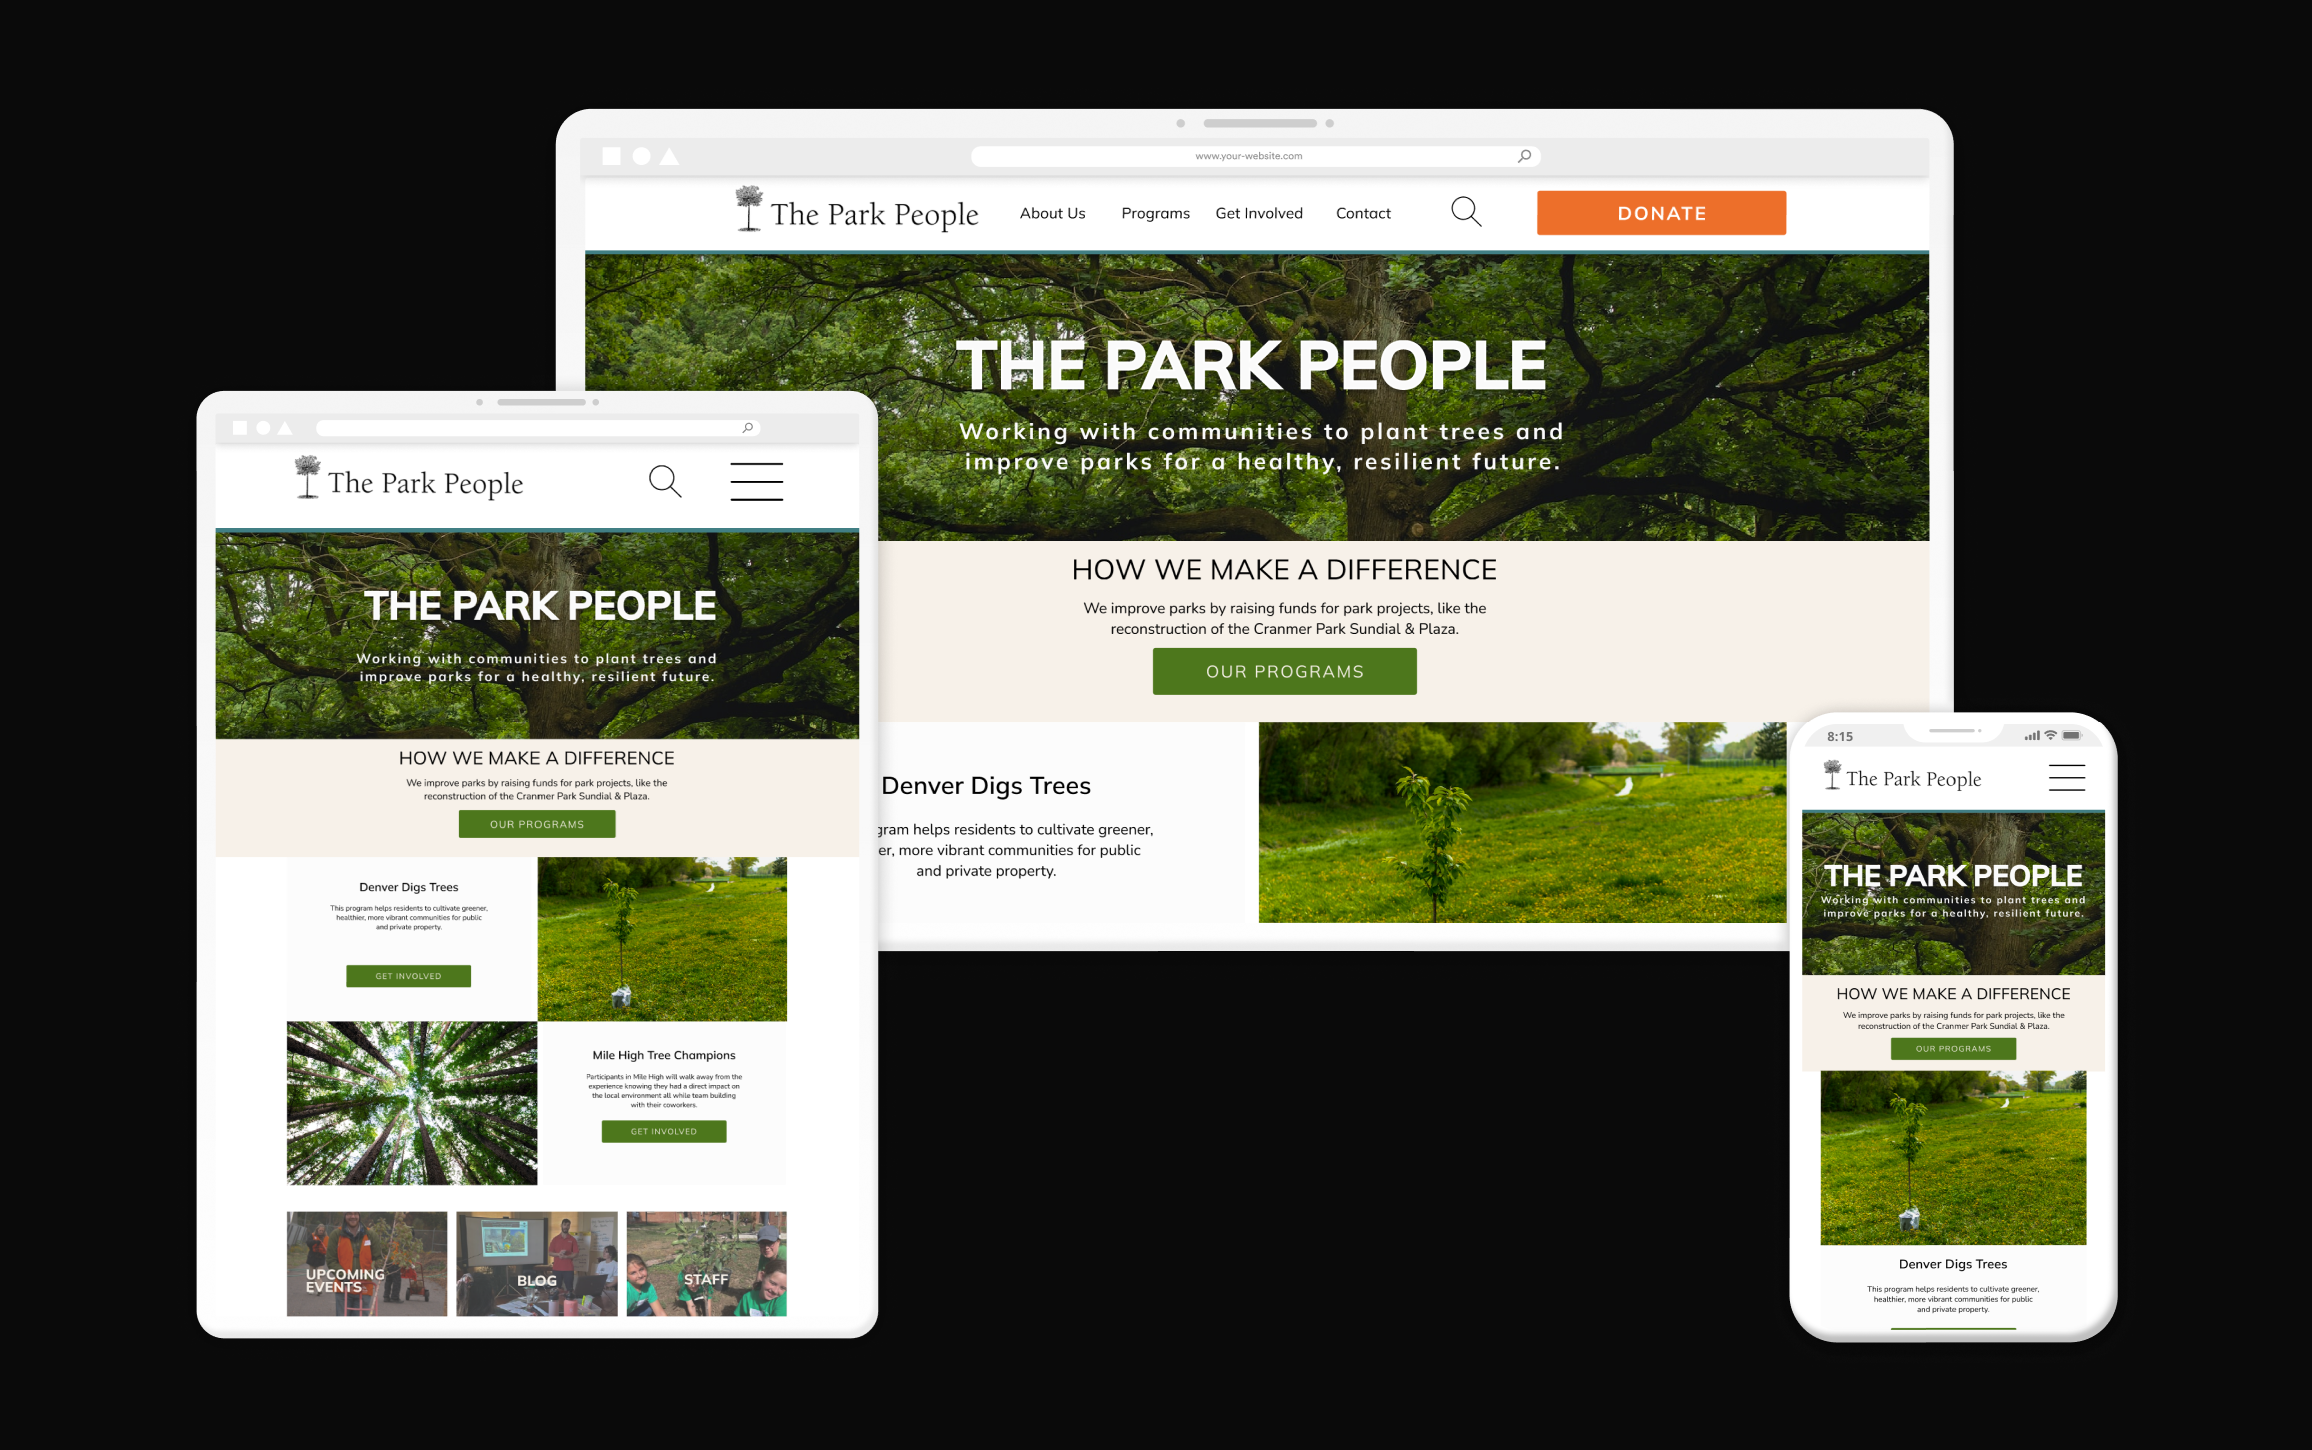 www.your-website.com
The Park People
About Us
Programs
Get Involved
Contact
DONATE
THE PARK PEOPLE
Working with communities to plant trees and
improve parks for a healthy, resilient future.
HOW WE MAKE A DIFFERENCE
We improve parks by raising funds for park projects, like the
reconstruction of the Cranmer Park Sundial & Plaza.
OUR PROGRAMS
Denver Digs Trees
gram helps residents to cultivate greener,
er, more vibrant communities for public
and private property.
The Park People
THE PARK PEOPLE
Working with communities to plant trees and
improve parks for a healthy, resilient future.
HOW WE MAKE A DIFFERENCE
We improve parks by raising funds for park projects, like the
reconstruction of the Cranmer Park Sundial & Plaza.
OUR PROGRAMS
Denver Digs Trees
This program helps residents to cultivate greener,
healthier, more vibrant communities for public
and private property.
GET INVOLVED
Mile High Tree Champions
Participants in Mile High will walk away from the
experience knowing they had a direct impact on
the local environment all while team building
with their coworkers.
GET INVOLVED
UPCOMING
EVENTS
BLOG
STAFF
8:15
The Park People
THE PARK PEOPLE
Working with communities to plant trees and
improve parks for a healthy, resilient future.
HOW WE MAKE A DIFFERENCE
We improve parks by raising funds for park projects, like the
reconstruction of the Cranmer Park Sundial & Plaza.
OUR PROGRAMS
Denver Digs Trees
This program helps residents to cultivate greener,
healthier, more vibrant communities for public
and private property.